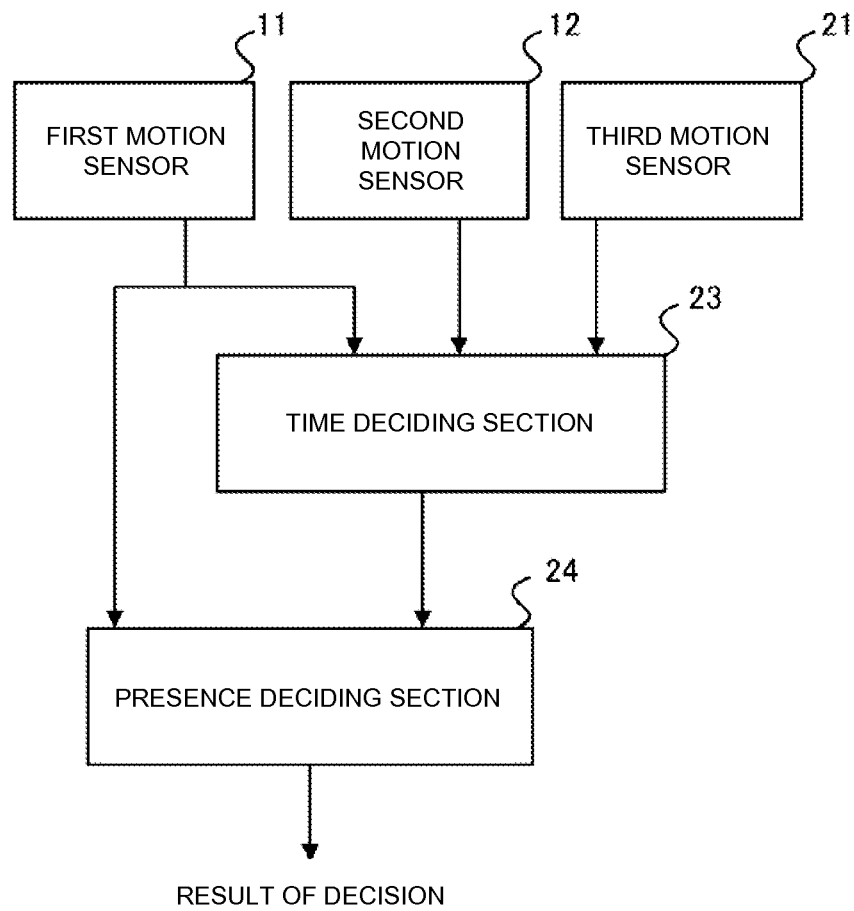 11
12
21
FIRST MOTION
SENSOR
SECOND
MOTION
SENSOR
THIRD MOTION
SENSOR
23
TIME DECIDING SECTION
24
PRESENCE DECIDING SECTION
RESULT OF DECISION